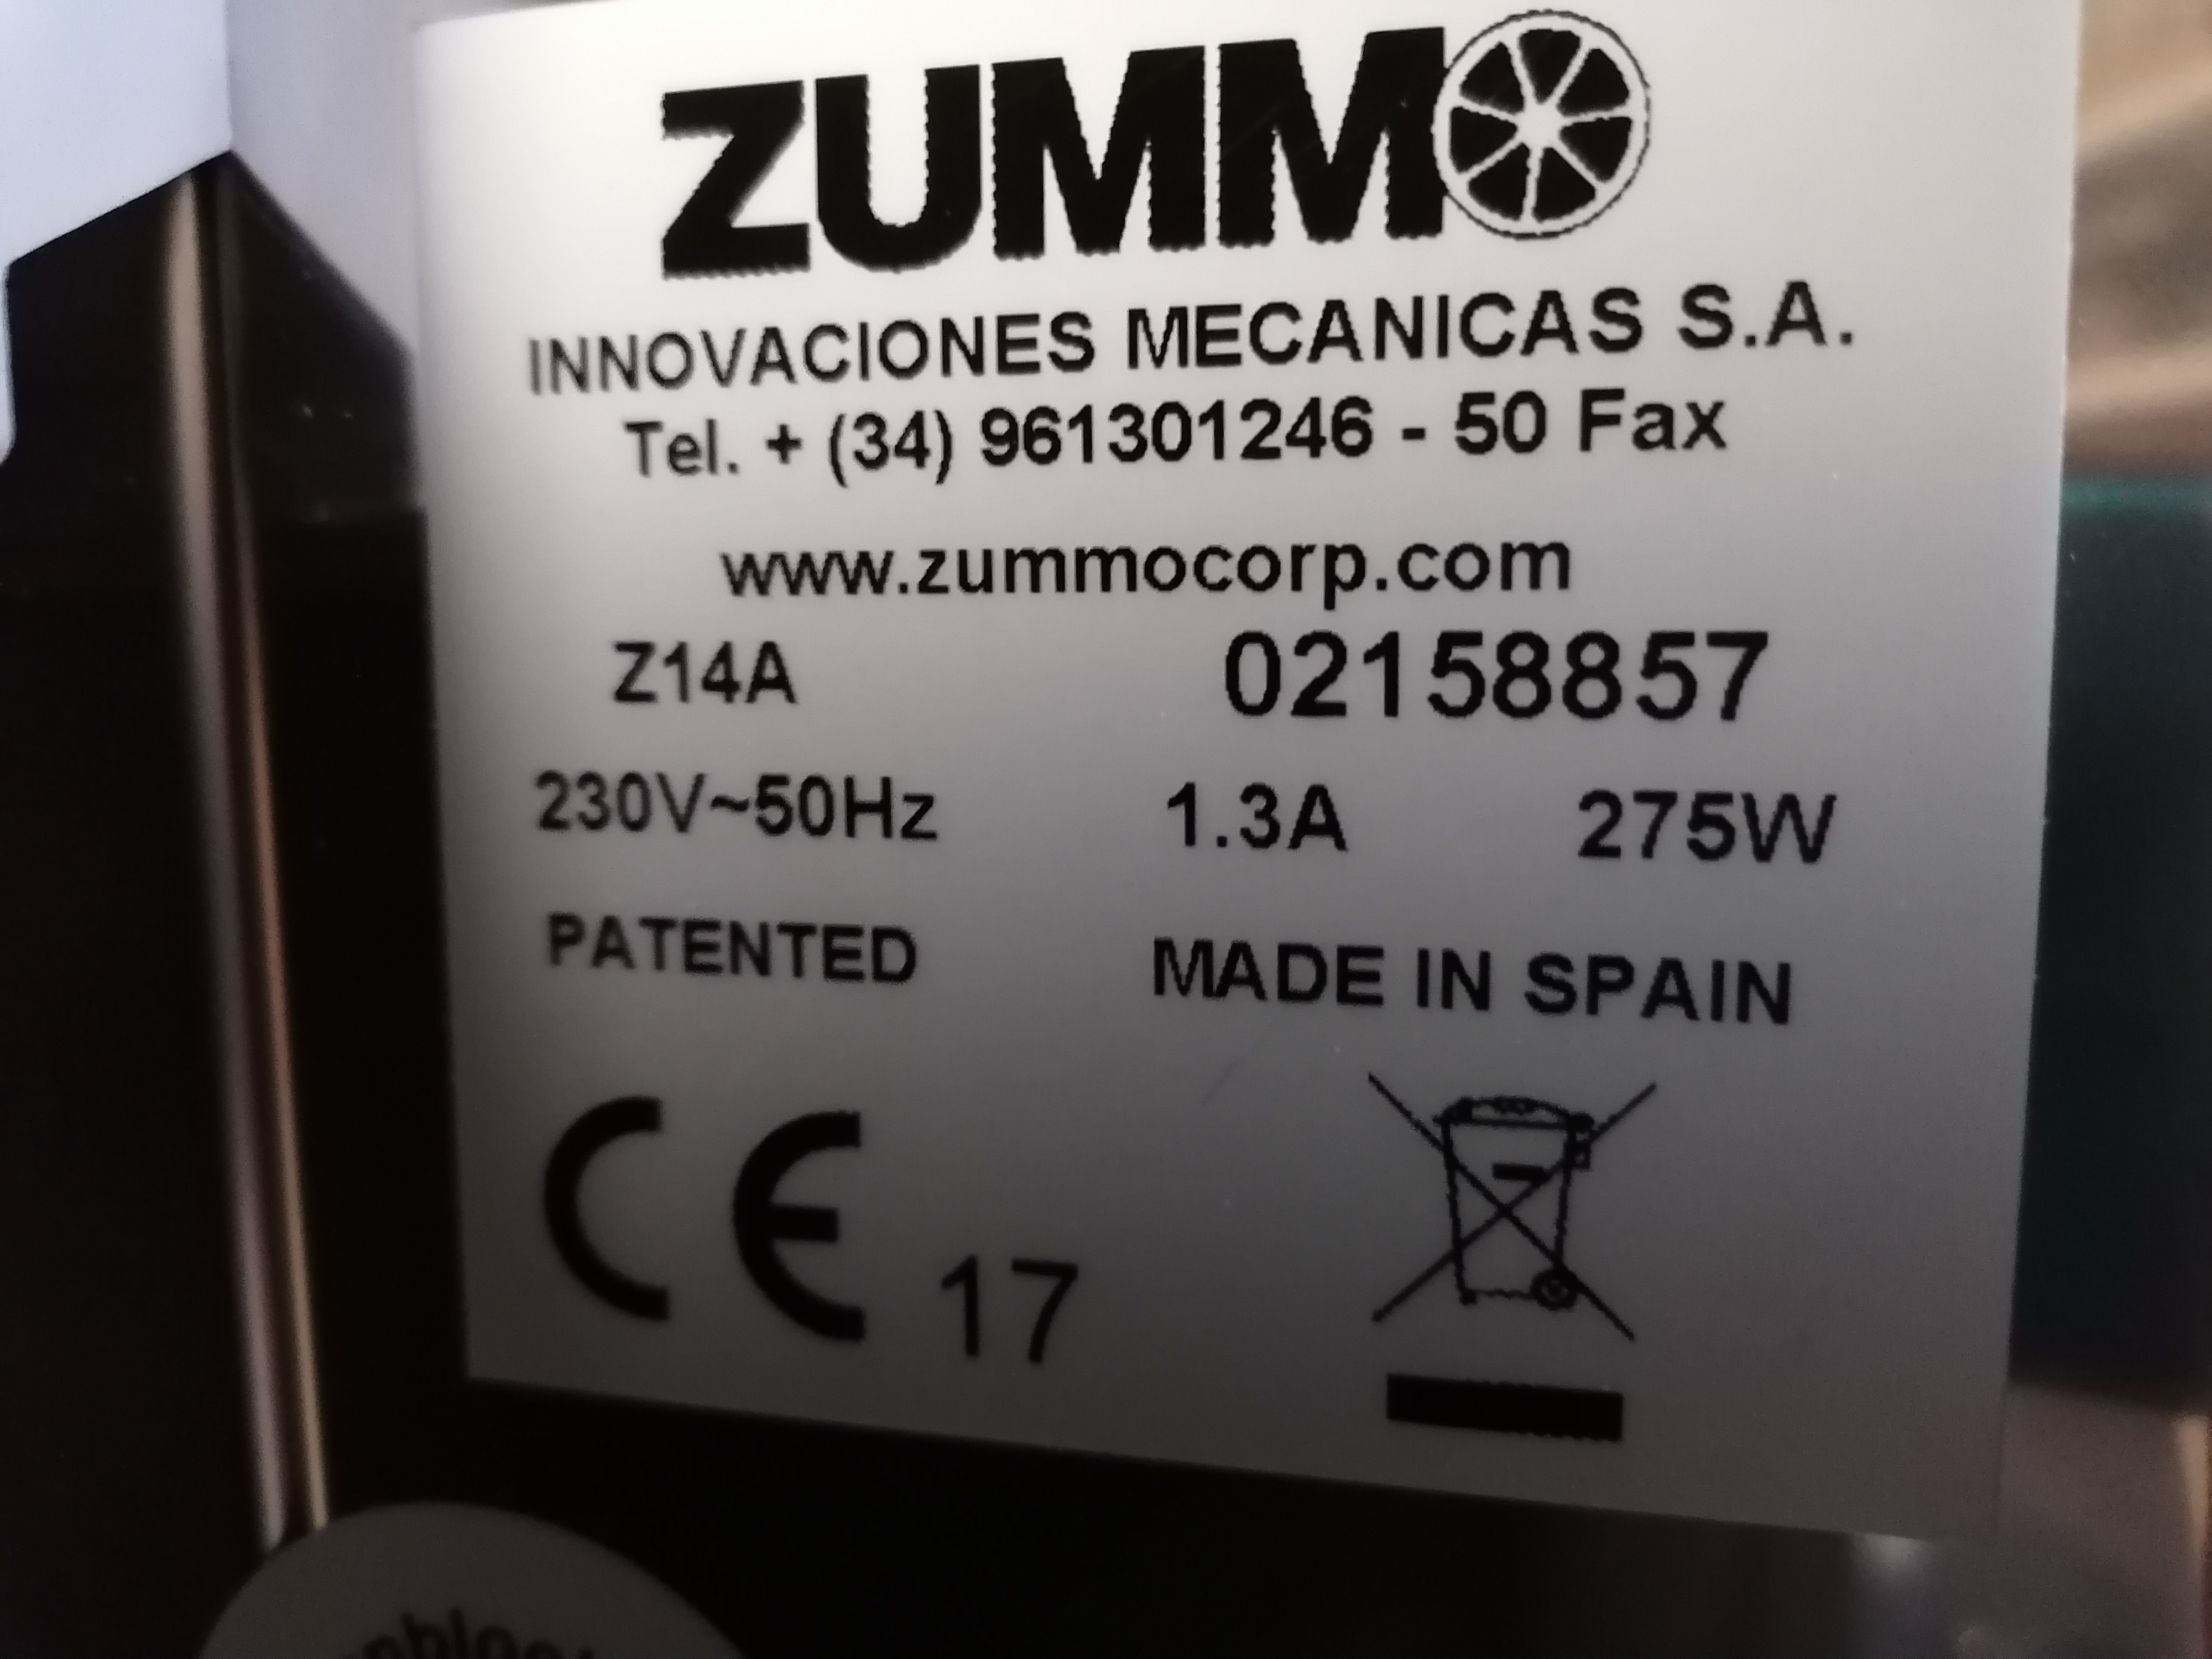 ZUMMO
INNOVACIONES MECANICAS S.A.
Tel. + (34) 961301246 - 50 Fax
www.zummocorp.com
Z14A 02158857
230V~50Hz 1.3A 275W
PATENTED MADE IN SPAIN
CE 17